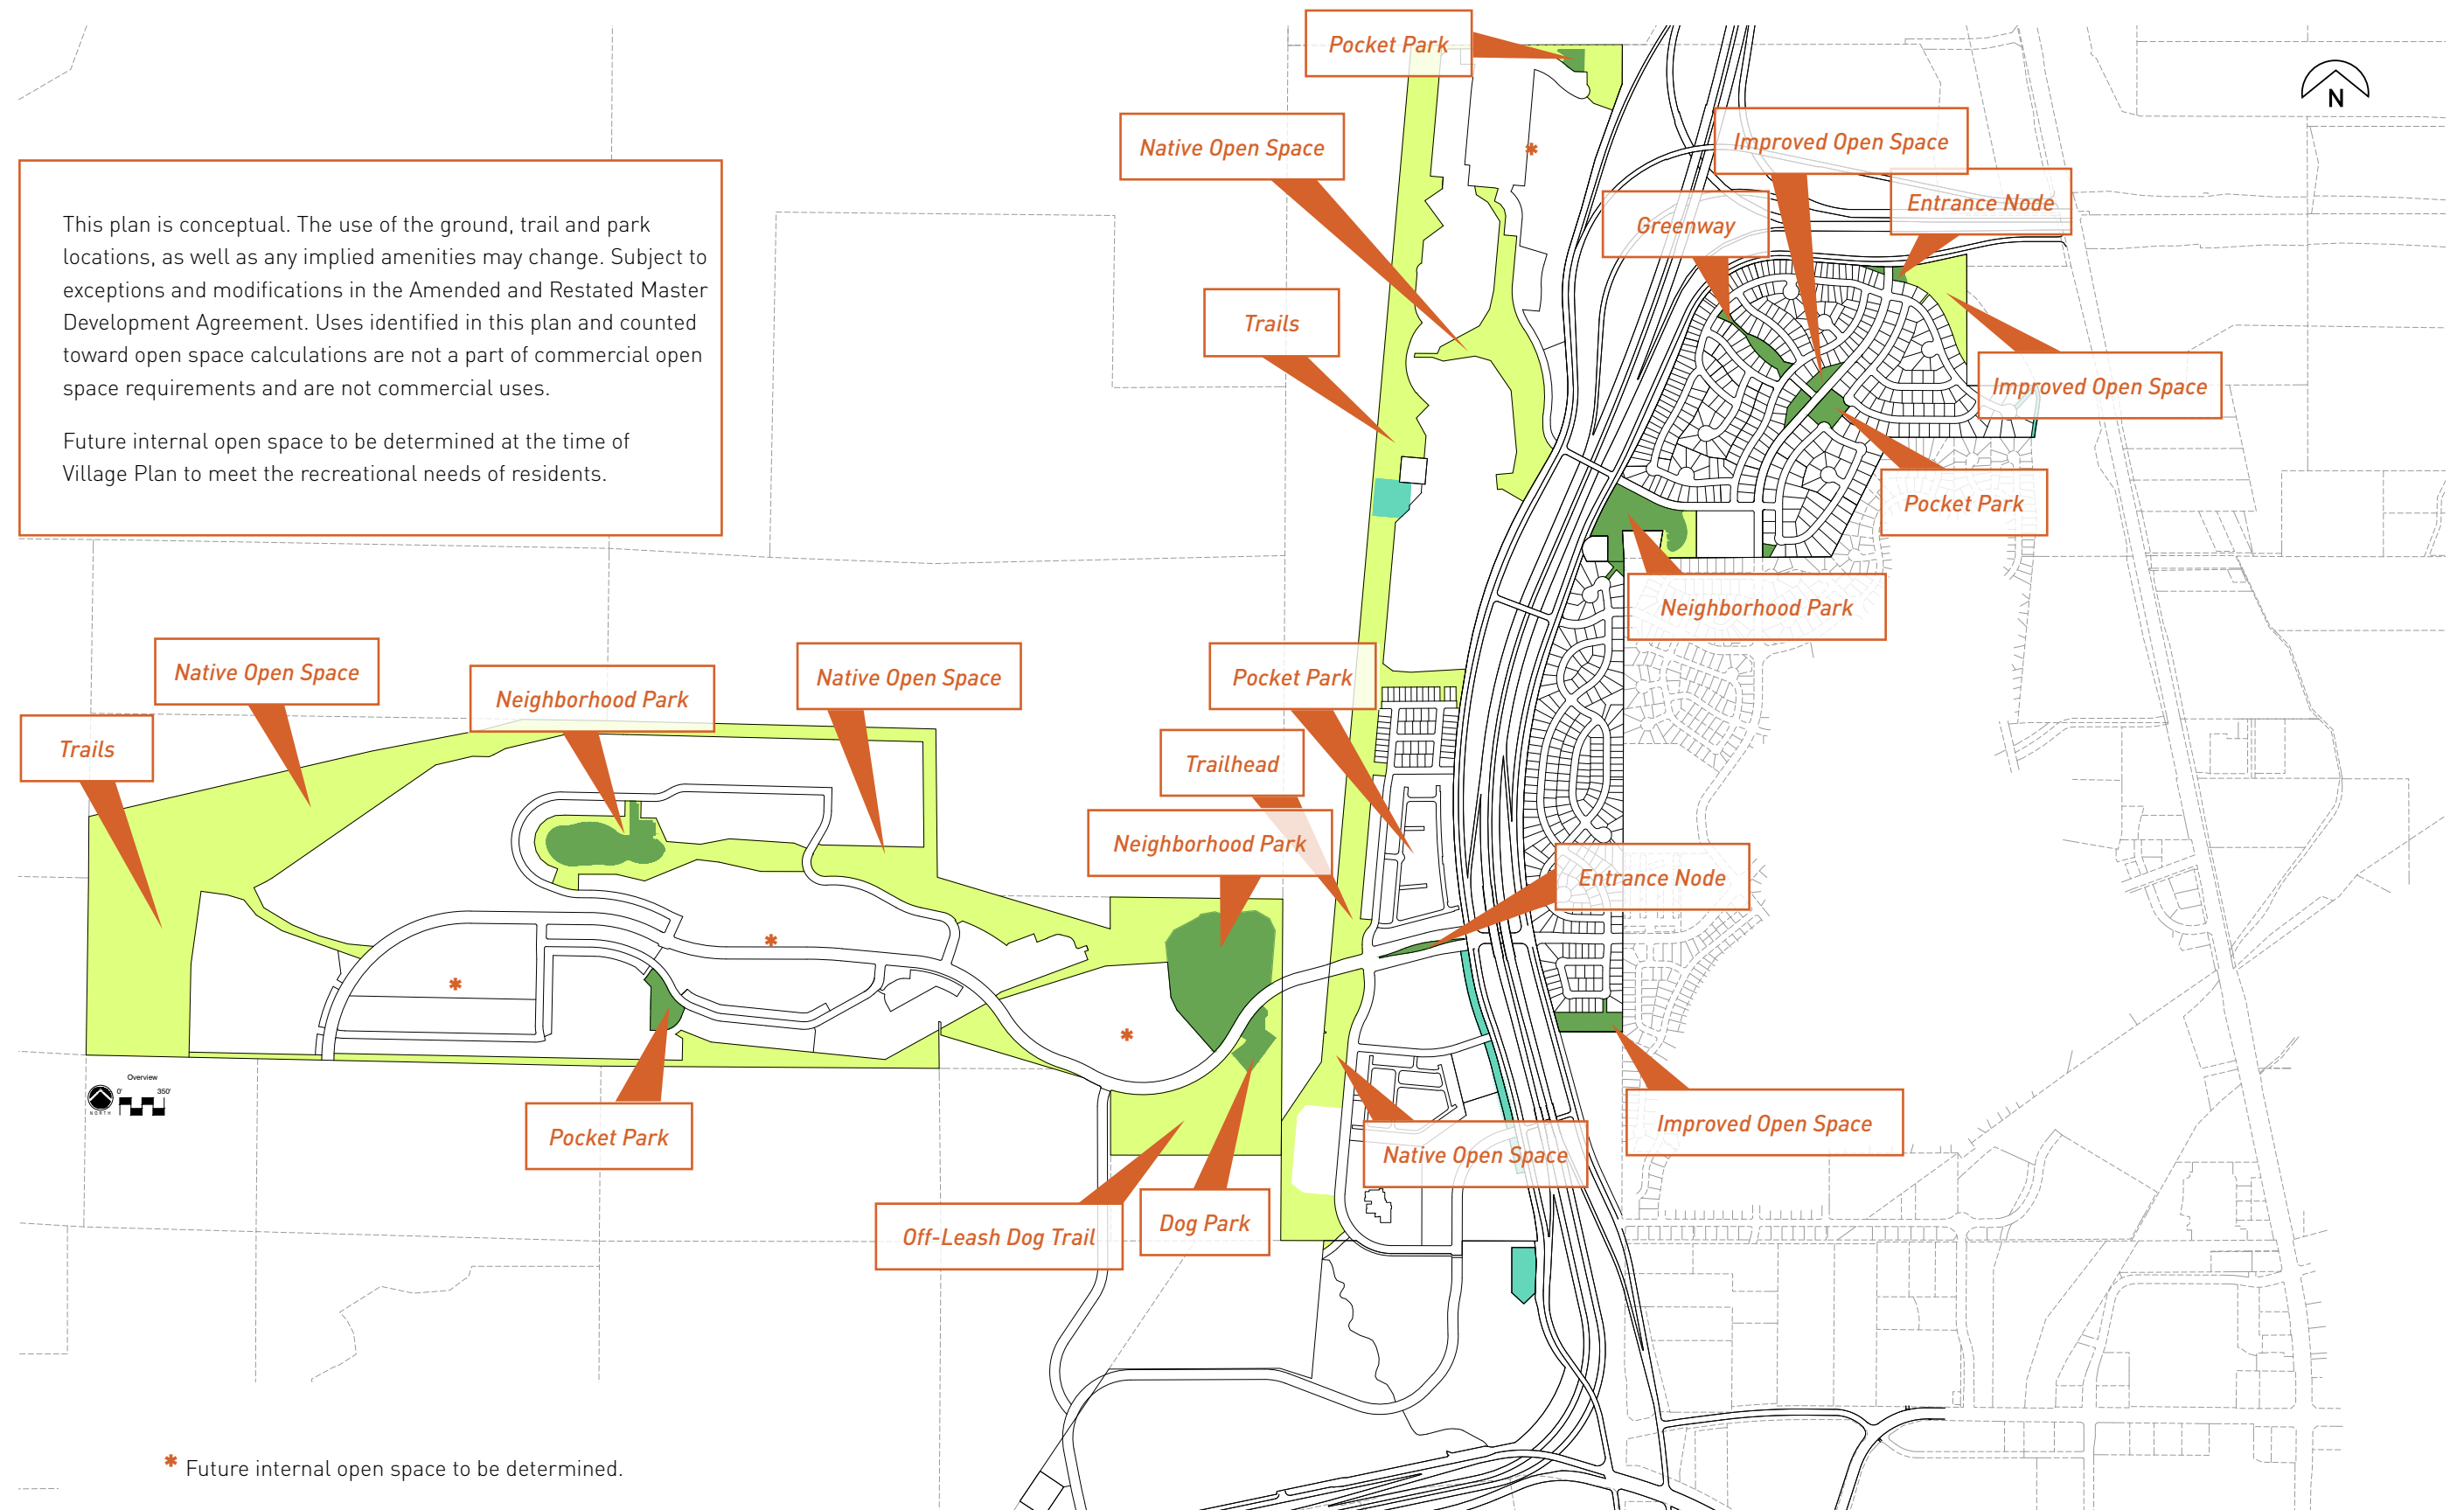 Pocket Park
N
Native Open Space
Improved Open Space
Entrance Node
Greenway
This plan is conceptual. The use of the ground, trail and park
locations, as well as any implied amenities may change. Subject to
exceptions and modifications in the Amended and Restated Master
Development Agreement. Uses identified in this plan and counted
toward open space calculations are not a part of commercial open
space requirements and are not commercial uses.
Future internal open space to be determined at the time of
Village Plan to meet the recreational needs of residents.
Trails
Improved Open Space
Pocket Park
Neighborhood Park
Native Open Space
Neighborhood Park
Native Open Space
Pocket Park
Trails
Trailhead
Neighborhood Park
Entrance Node
Overview
0'
350'
NORTH
Pocket Park
Improved Open Space
Native Open Space
Dog Park
Off-Leash Dog Trail
* Future internal open space to be determined.